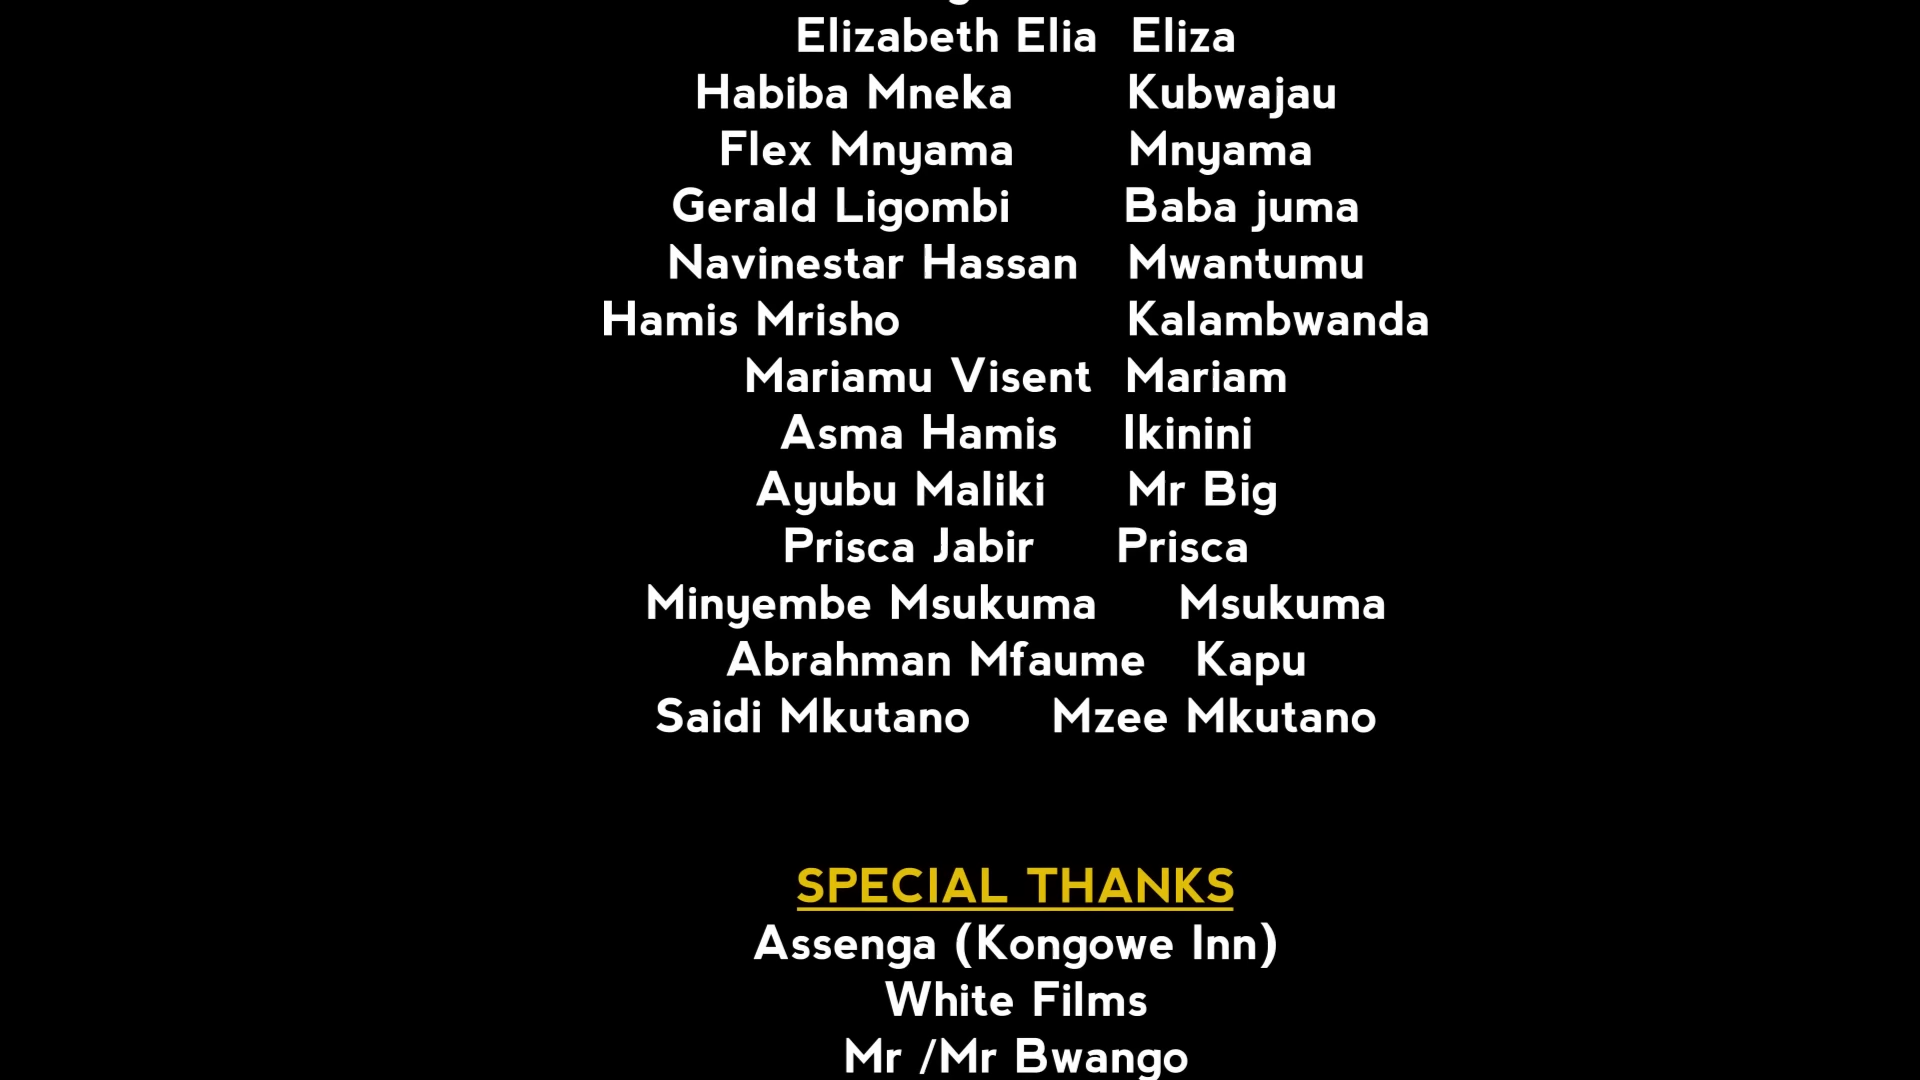 Elizabeth Elia Eliza
Habiba Mneka Kubwajau
Flex Mnyama Mnyama
Gerald Ligombi Baba juma
Navinestar Hassan Mwantumu
Hamis Mrisho Kalambwanda
Mariamu Visent Mariam
Asma Hamis Ikinini
Ayubu Maliki Mr Big
Prisca Jabir Prisca
Minyembe Msukuma Msukuma
Abrahman Mfaume Kapu
Saidi Mkutano Mzee Mkutano
SPECIAL THANKS
Assenga (Kongowe Inn)
White Films
Mr /Mr Bwango